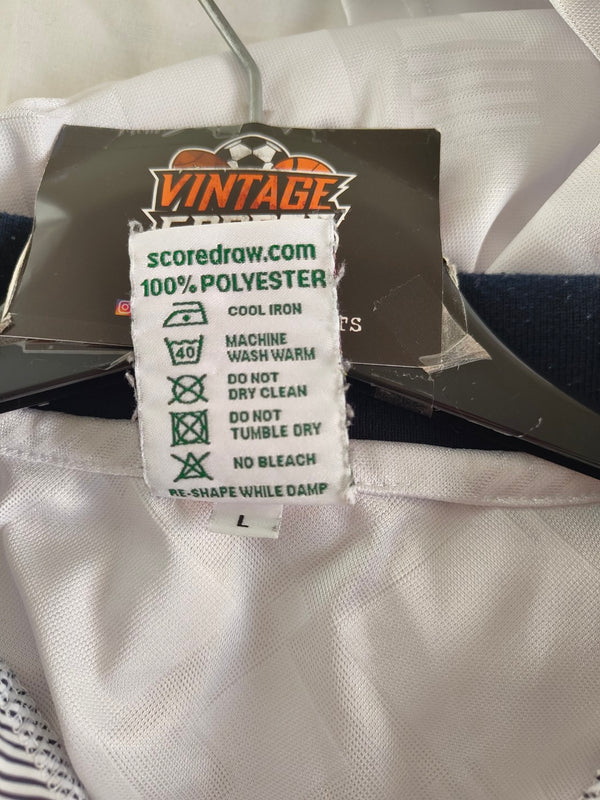 VINTAGE
scoredraw.com
100% POLYESTER
COOL IRON
40
MACHINE
WASH WARM
DO NOT
DRY CLEAN
DO NOT
TUMBLE DRY
NO BLEACH
RE-SHAPE WHILE DAMP
L